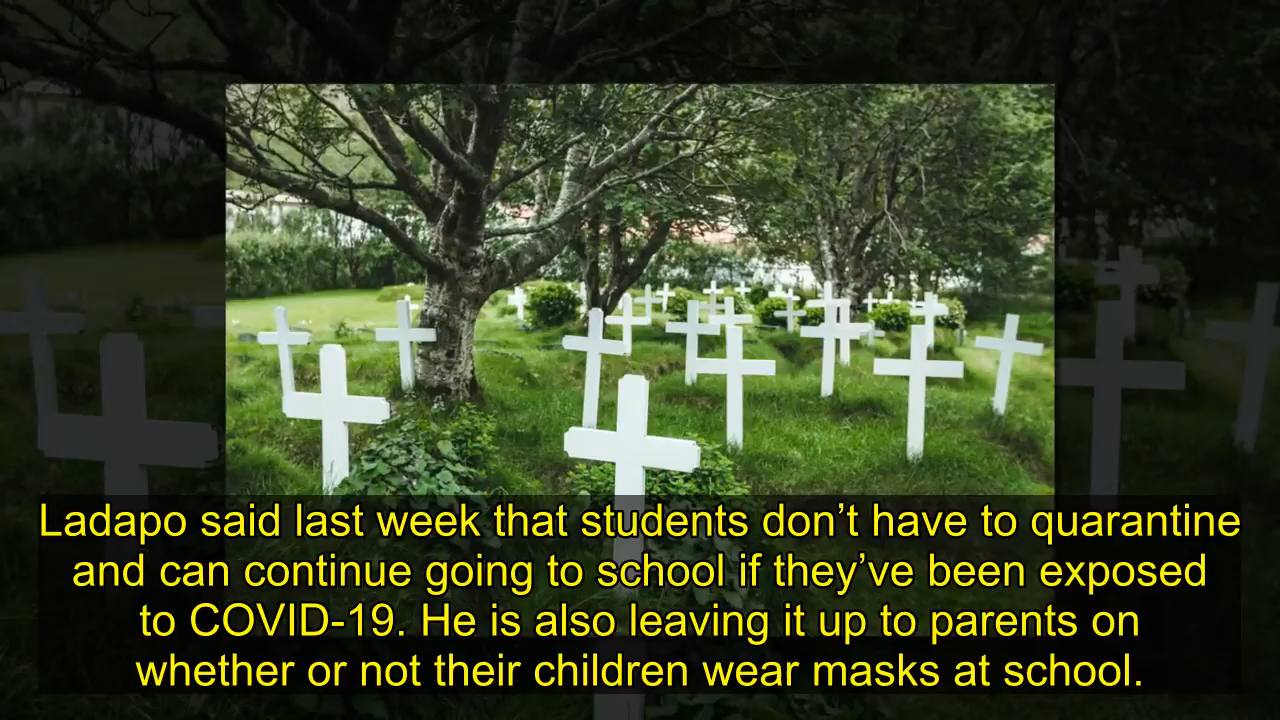 Ladapo said last week that students don’t have to quarantine
and can continue going to school if they’ve been exposed
to COVID-19. He is also leaving it up to parents on
whether or not their children wear masks at school.